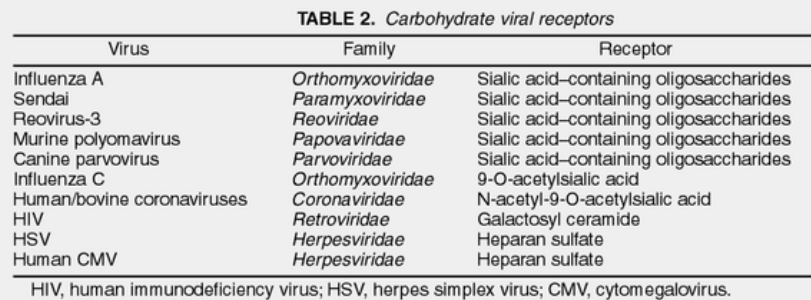 TABLE 2. Carbohydrate viral receptors
Virus Family Receptor
Influenza A Orthomyxoviridae Sialic acid–containing oligosaccharides
Sendai Paramyxoviridae Sialic acid–containing oligosaccharides
Reovirus-3 Reoviridae Sialic acid–containing oligosaccharides
Murine polyomavirus Papovaviridae Sialic acid–containing oligosaccharides
Canine parvovirus Parvoviridae Sialic acid–containing oligosaccharides
Influenza C Orthomyxoviridae 9-O-acetylsialic acid
Human/bovine coronaviruses Coronaviridae N-acetyl-9-O-acetylsialic acid
HIV Retroviridae Galactosyl ceramide
HSV Herpesviridae Heparan sulfate
Human CMV Herpesviridae Heparan sulfate
HIV, human immunodeficiency virus; HSV, herpes simplex virus; CMV, cytomegalovirus.